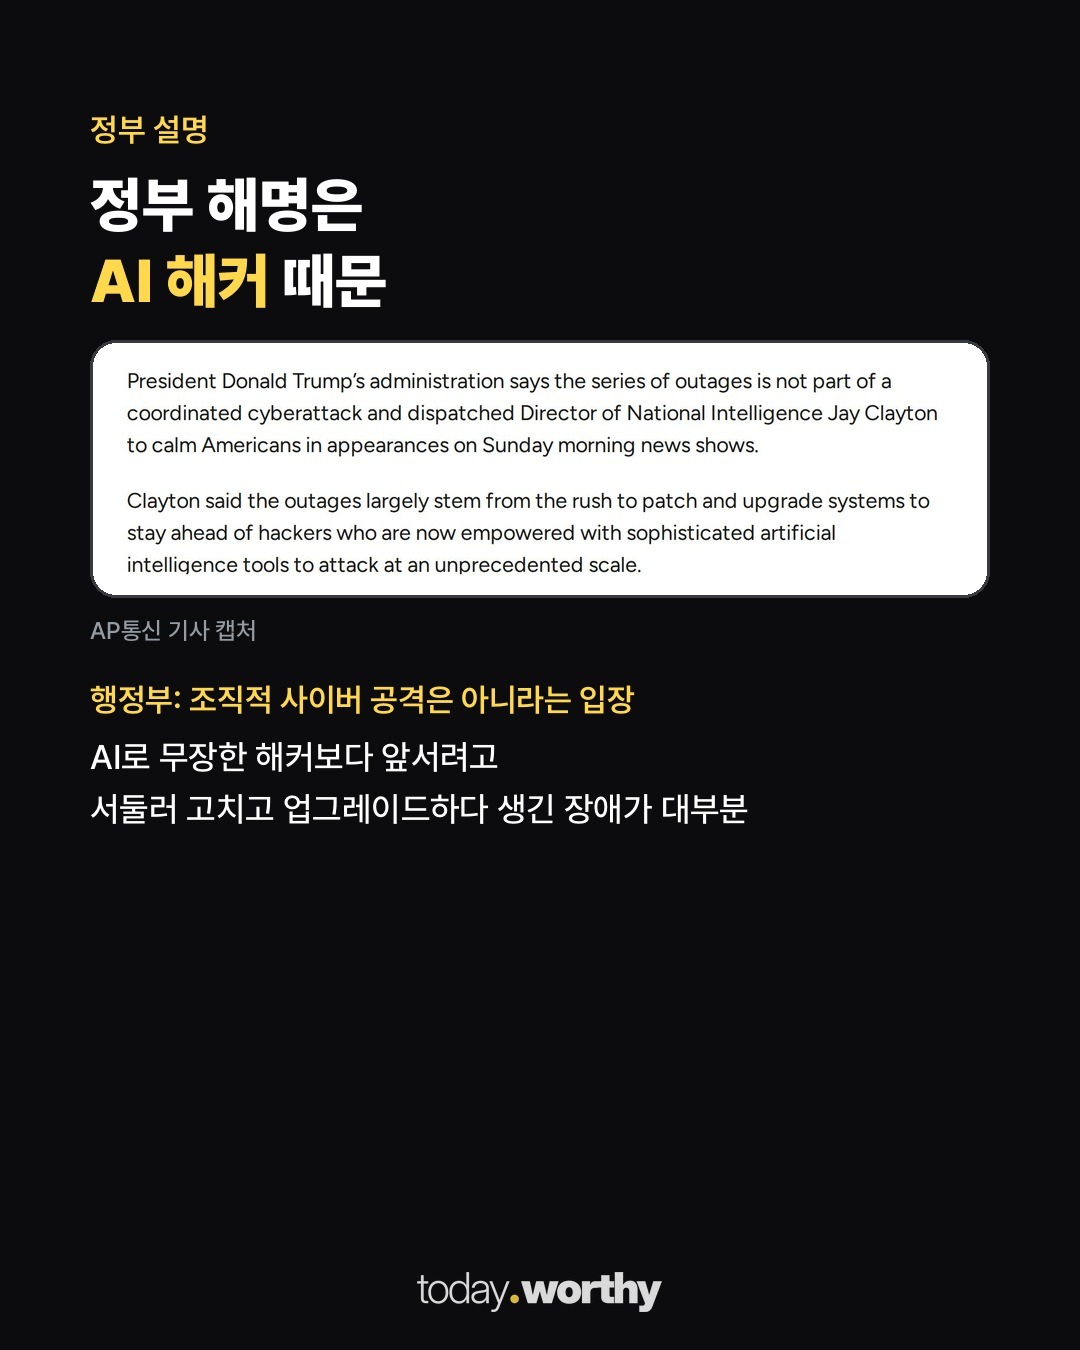 정부 설명
정부 해명은
AI 해커 때문
President Donald Trump’s administration says the series of outages is not part of a
coordinated cyberattack and dispatched Director of National Intelligence Jay Clayton
to calm Americans in appearances on Sunday morning news shows.
Clayton said the outages largely stem from the rush to patch and upgrade systems to
stay ahead of hackers who are now empowered with sophisticated artificial
intelligence tools to attack at an unprecedented scale.
AP통신 기사 캡처
행정부: 조직적 사이버 공격은 아니라는 입장
AI로 무장한 해커보다 앞서려고
서둘러 고치고 업그레이드하다 생긴 장애가 대부분
today.worthy